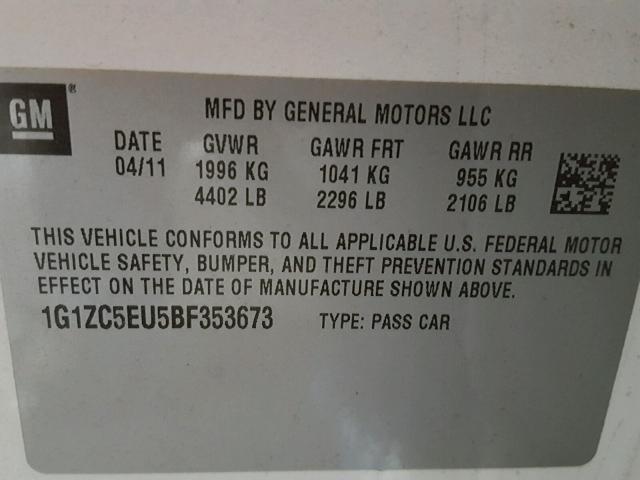 GM®
MFD BY GENERAL MOTORS LLC
DATE GVWR GAWR FRT GAWR RR
04/11 1996 KG 1041 KG 955 KG
4402 LB 2296 LB 2106 LB
THIS VEHICLE CONFORMS TO ALL APPLICABLE U.S. FEDERAL MOTOR
VEHICLE SAFETY, BUMPER, AND THEFT PREVENTION STANDARDS IN
EFFECT ON THE DATE OF MANUFACTURE SHOWN ABOVE.
1G1ZC5EU5BF353673 TYPE: PASS CAR